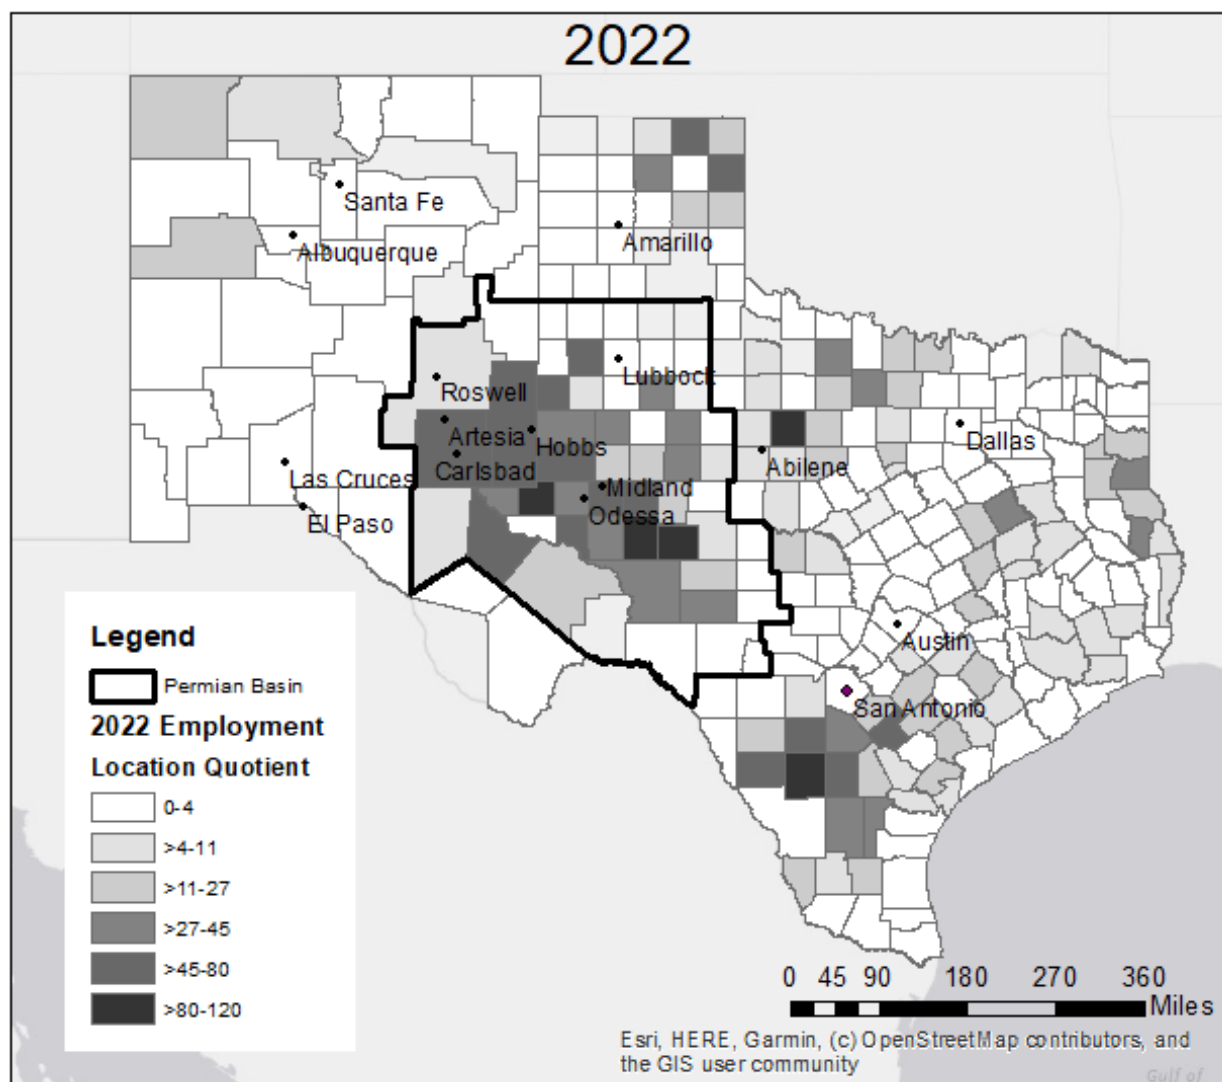 2022
Santa Fe
Albuquerque
Amarillo
Lubbock
Roswell
Artesia
Hobbs
Carlsbad
Las Cruces
El Paso
Midland
Odessa
Abilene
Dallas
Austin
San Antonio
Legend
Permian Basin
2022 Employment
Location Quotient
0-4
>4-11
>11-27
>27-45
>45-80
>80-120
0 45 90 180 270 360
Miles
Esri, HERE, Garmin, (c) OpenStreetMap contributors, and
the GIS user community
Gulf of